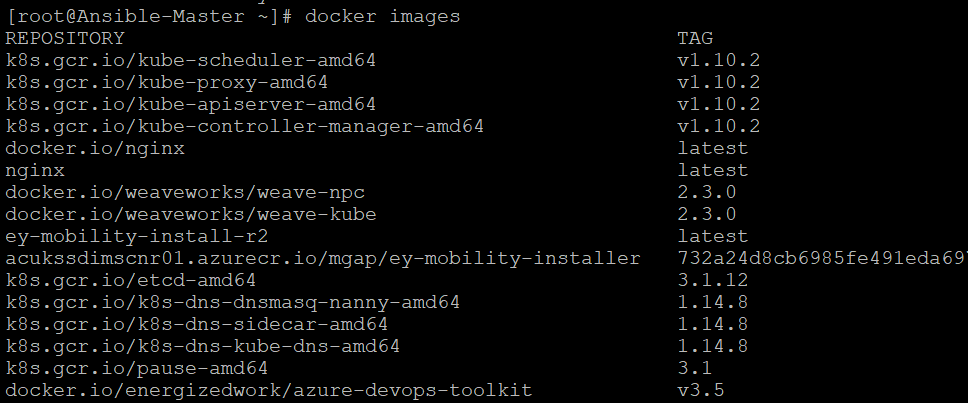 [root@Ansible-Master ~]# docker images
REPOSITORY TAG
k8s.gcr.io/kube-scheduler-amd64 v1.10.2
k8s.gcr.io/kube-proxy-amd64 v1.10.2
k8s.gcr.io/kube-apiserver-amd64 v1.10.2
k8s.gcr.io/kube-controller-manager-amd64 v1.10.2
docker.io/nginx latest
nginx latest
docker.io/weaveworks/weave-npc 2.3.0
docker.io/weaveworks/weave-kube 2.3.0
ey-mobility-install-r2 latest
acukssdimscnr01.azurecr.io/mgap/ey-mobility-installer 732a24d8cb6985fe491eda697
k8s.gcr.io/etcd-amd64 3.1.12
k8s.gcr.io/k8s-dns-dnsmasq-nanny-amd64 1.14.8
k8s.gcr.io/k8s-dns-sidecar-amd64 1.14.8
k8s.gcr.io/k8s-dns-kube-dns-amd64 1.14.8
k8s.gcr.io/pause-amd64 3.1
docker.io/energizedwork/azure-devops-toolkit v3.5